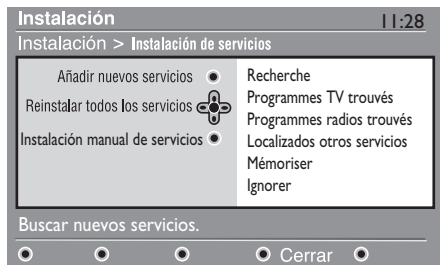 Instalación 11:28
Instalación > Instalación de servicios
Añadir nuevos servicios
Reinstalar todos los servicios
Instalación manual de servicios
Recherche
Programmes TV trouvés
Programmes radios trouvés
Localizados otros servicios
Mémoriser
Ignorer
Buscar nuevos servicios.
Cerrar